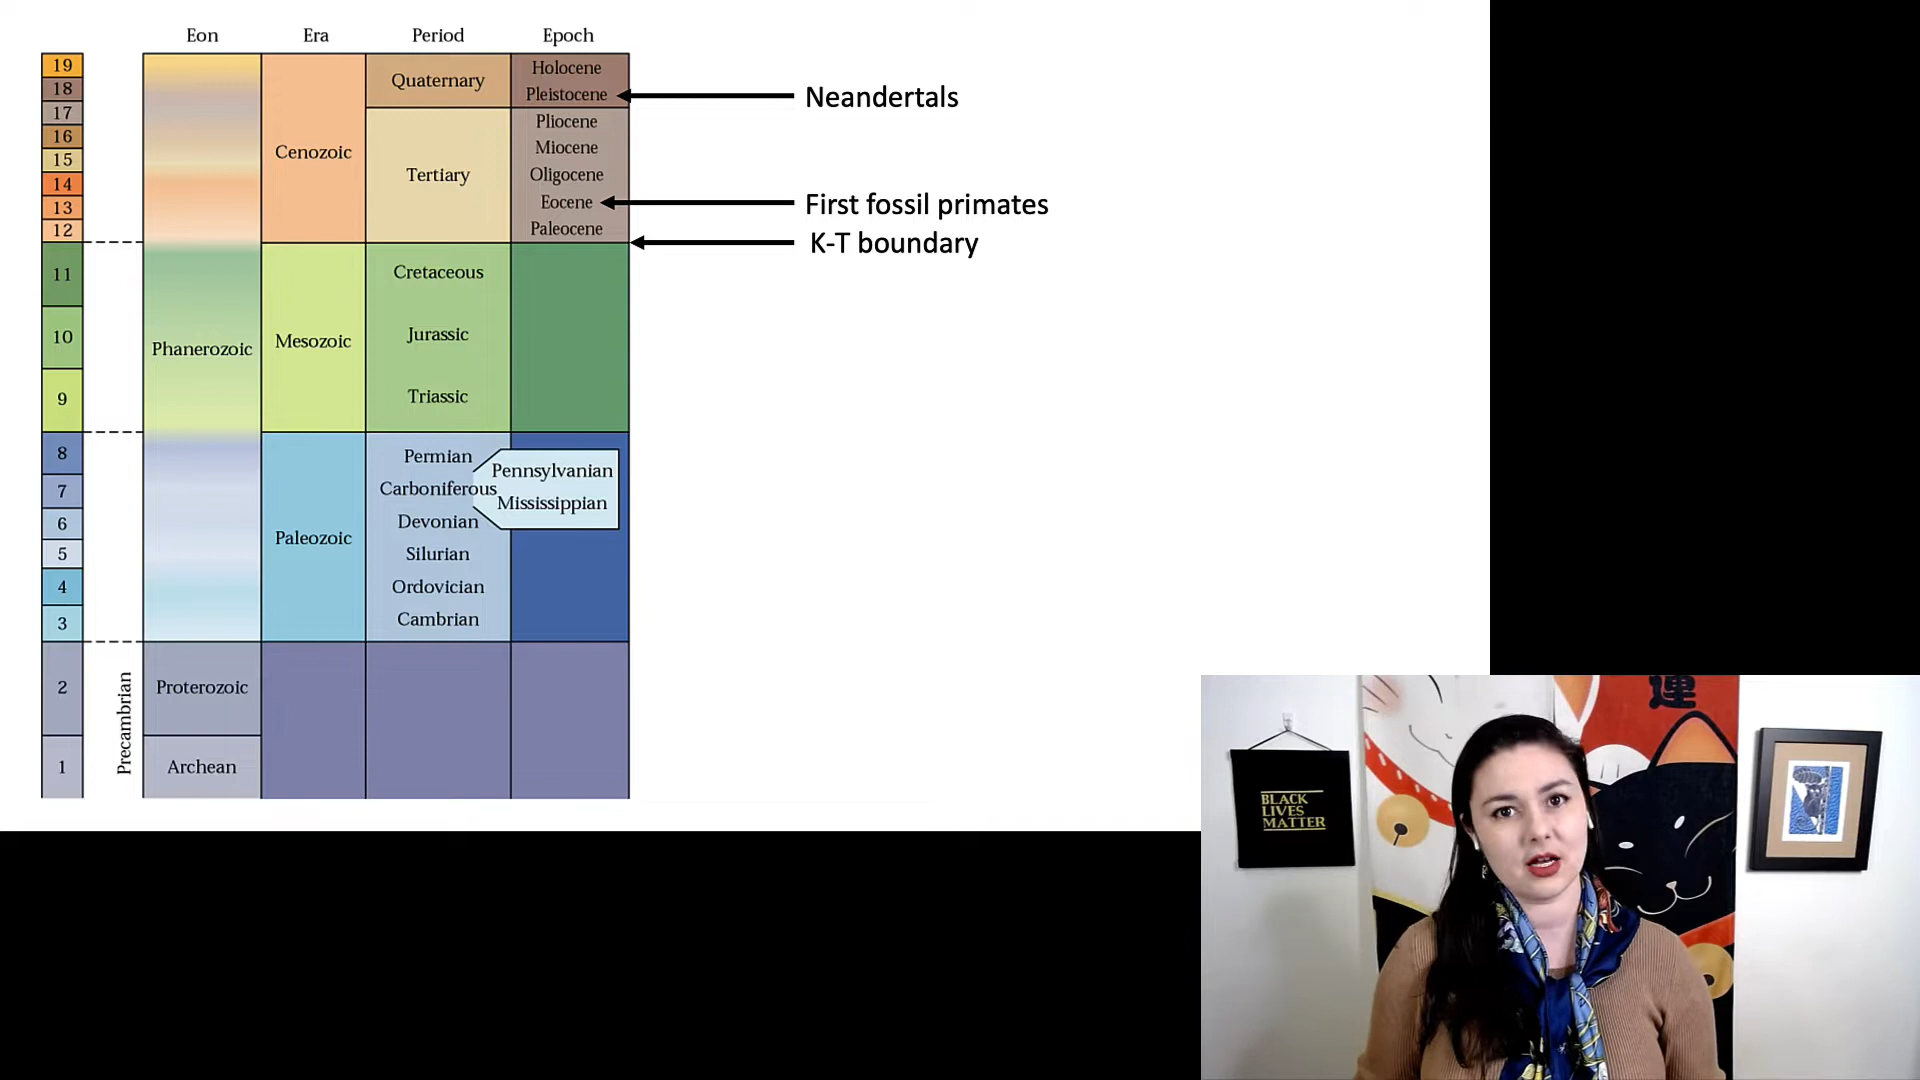 Eon Era Period Epoch
19
18
17
16
15
14
13
12
11
10
9
8
7
6
5
4
3
2
1
Precambrian
Phanerozoic
Proterozoic
Archean
Cenozoic
Mesozoic
Paleozoic
Quaternary
Tertiary
Cretaceous
Jurassic
Triassic
Permian
Carboniferous
Devonian
Silurian
Ordovician
Cambrian
Holocene
Pleistocene
Pliocene
Miocene
Oligocene
Eocene
Paleocene
Pennsylvanian
Mississippian
Neandertals
First fossil primates
K-T boundary
運
BLACK
LIVES
MATTER